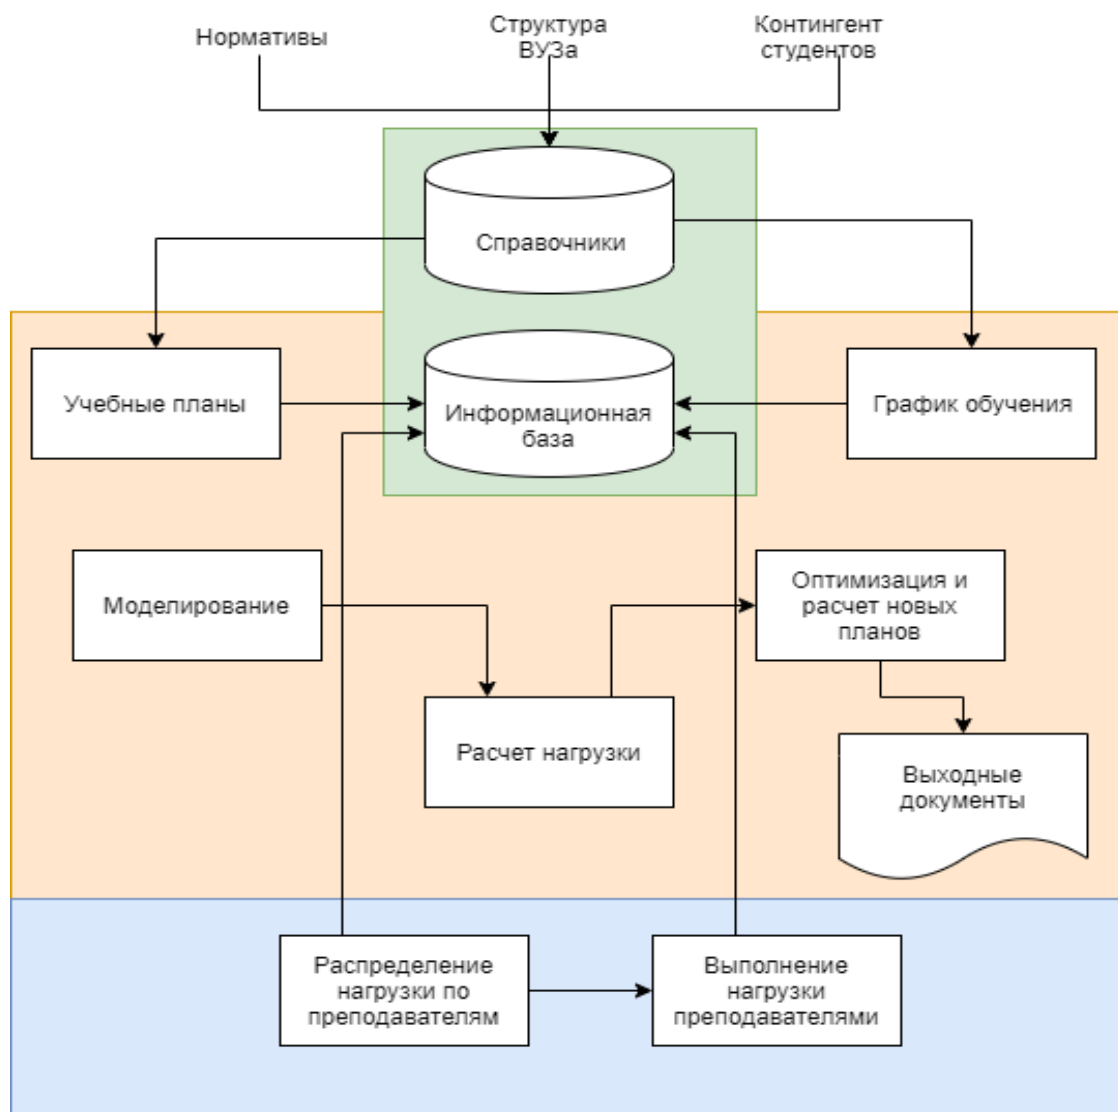 Нормативы
Структура
ВУЗа
Контингент
студентов
Справочники
Учебные планы
Информационная
база
График обучения
Моделирование
Оптимизация и
расчет новых
планов
Расчет нагрузки
Выходные
документы
Распределение
нагрузки по
преподавателям
Выполнение
нагрузки
преподавателями